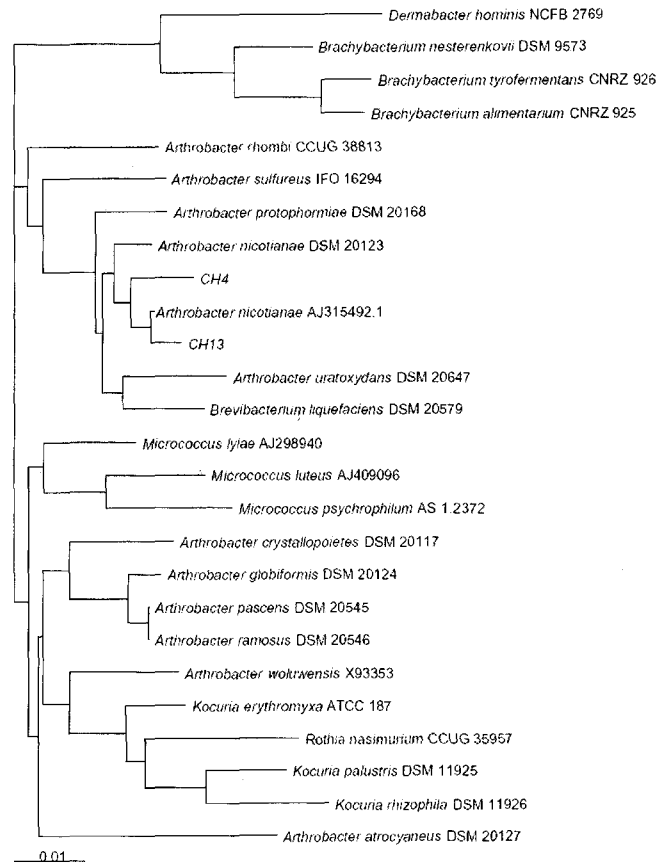 Dermabacter hominis NCFB 2769
Brachybacterium nesterenkovii DSM 9573
Brachybacterium tyrofermentans CNRZ 926
Brachybacterium alimentarium CNRZ 925
Arthrobacter rhombi CCUG 38813
Arthrobacter sulfureus IFO 16294
Arthrobacter protophormiae DSM 20168
Arthrobacter nicotianae DSM 20123
CH4
Arthrobacter nicotianae AJ315492.1
CH13
Arthrobacter uratoxydans DSM 20647
Brevibacterium liquefaciens DSM 20579
Micrococcus lylae AJ298940
Micrococcus luteus AJ409096
Micrococcus psychrophilum AS 1.2372
Arthrobacter crystallopoietes DSM 20117
Arthrobacter globiformis DSM 20124
Arthrobacter pascens DSM 20545
Arthrobacter ramosus DSM 20546
Arthrobacter woluwensis X93353
Kocuria erythromyxa ATCC 187
Rothia nasimurium CCUG 35957
Kocuria palustris DSM 11925
Kocuria rhizophila DSM 11926
Arthrobacter atrocyaneus DSM 20127
0.01